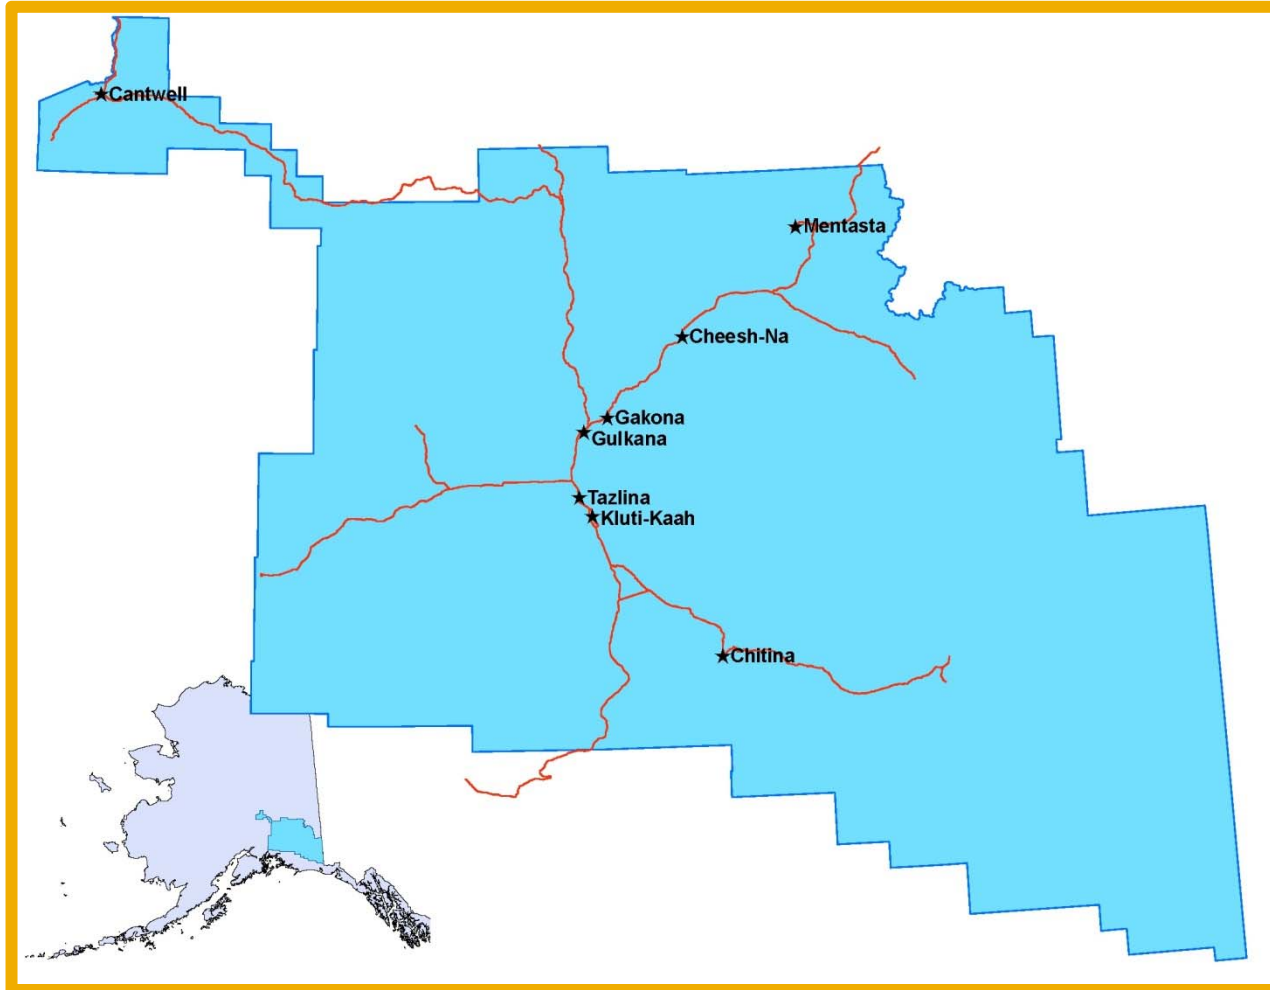 Cantwell
Mentasta
Cheesh-Na
Gakona
Gulkana
Tazlina
Kluti-Kaah
Chitina